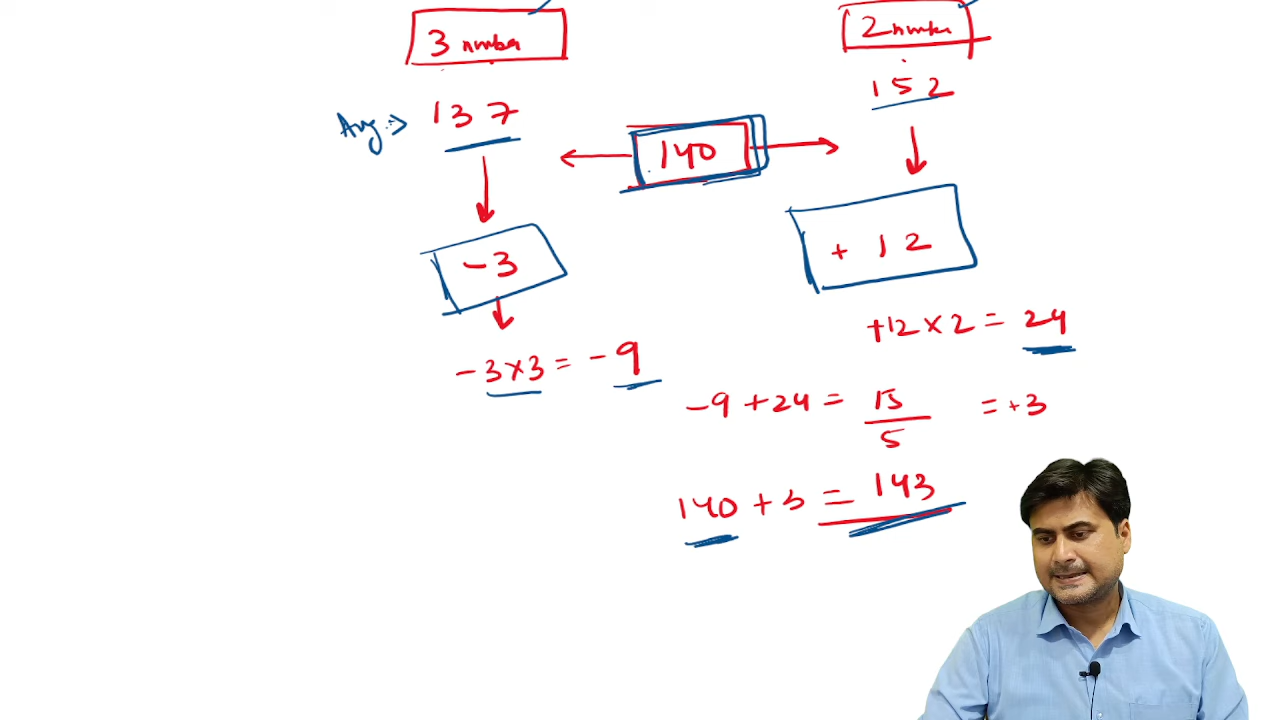 3 number
2 number
Avg →
137
152
140
-3
+12
+12 × 2 = 24
-3×3 = -9
-9 + 24 = 15/5 = +3
140 + 3 = 143